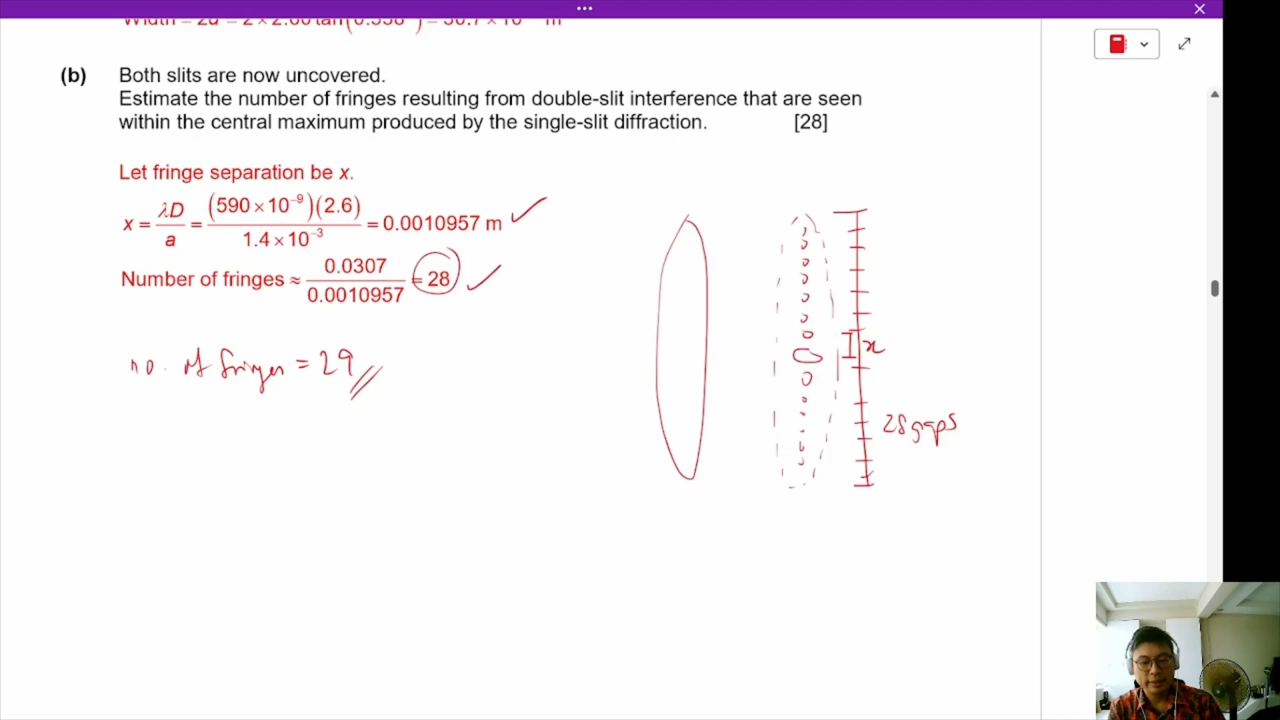 (b) Both slits are now uncovered.
Estimate the number of fringes resulting from double-slit interference that are seen
within the central maximum produced by the single-slit diffraction. [28]
Let fringe separation be x.
x = λD/a = (590×10⁻⁹)(2.6)/1.4×10⁻³ = 0.0010957 m
Number of fringes ≈ 0.0307/0.0010957 = 28
no. of fringes = 29
x
28 gaps